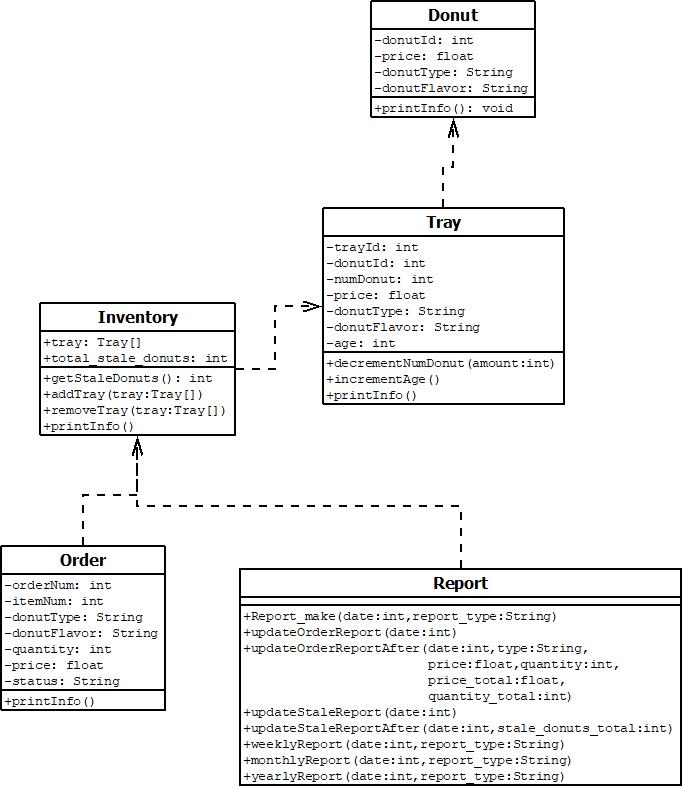 Donut
-donutId: int
-price: float
-donutType: String
-donutFlavor: String
+printInfo(): void
Tray
-trayId: int
-donutId: int
-numDonut: int
-price: float
-donutType: String
-donutFlavor: String
-age: int
+decrementNumDonut(amount:int)
+incrementAge()
+printInfo()
Inventory
+tray: Tray[]
+total_stale_donuts: int
+getStaleDonuts(): int
+addTray(tray:Tray[])
+removeTray(tray:Tray[])
+printInfo()
Order
-orderNum: int
-itemNum: int
-donutType: String
-donutFlavor: String
-quantity: int
-price: float
-status: String
+printInfo()
Report
+Report_make(date:int,report_type:String)
+updateOrderReport(date:int)
+updateOrderReportAfter(date:int,type:String,
price:float,quantity:int,
price_total:float,
quantity_total:int)
+updateStaleReport(date:int)
+updateStaleReportAfter(date:int,stale_donuts_total:int)
+weeklyReport(date:int,report_type:String)
+monthlyReport(date:int,report_type:String)
+yearlyReport(date:int,report_type:String)